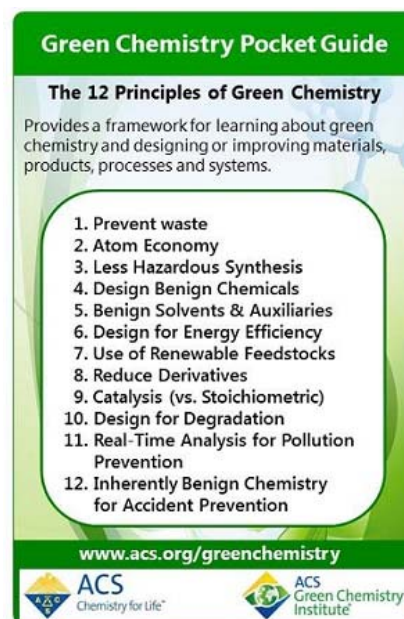 Green Chemistry Pocket Guide
The 12 Principles of Green Chemistry
Provides a framework for learning about green
chemistry and designing or improving materials,
products, processes and systems.
1. Prevent waste
2. Atom Economy
3. Less Hazardous Synthesis
4. Design Benign Chemicals
5. Benign Solvents & Auxiliaries
6. Design for Energy Efficiency
7. Use of Renewable Feedstocks
8. Reduce Derivatives
9. Catalysis (vs. Stoichiometric)
10. Design for Degradation
11. Real-Time Analysis for Pollution
Prevention
12. Inherently Benign Chemistry
for Accident Prevention
www.acs.org/greenchemistry
ACS
Chemistry for Life™
ACS
Green Chemistry
Institute®